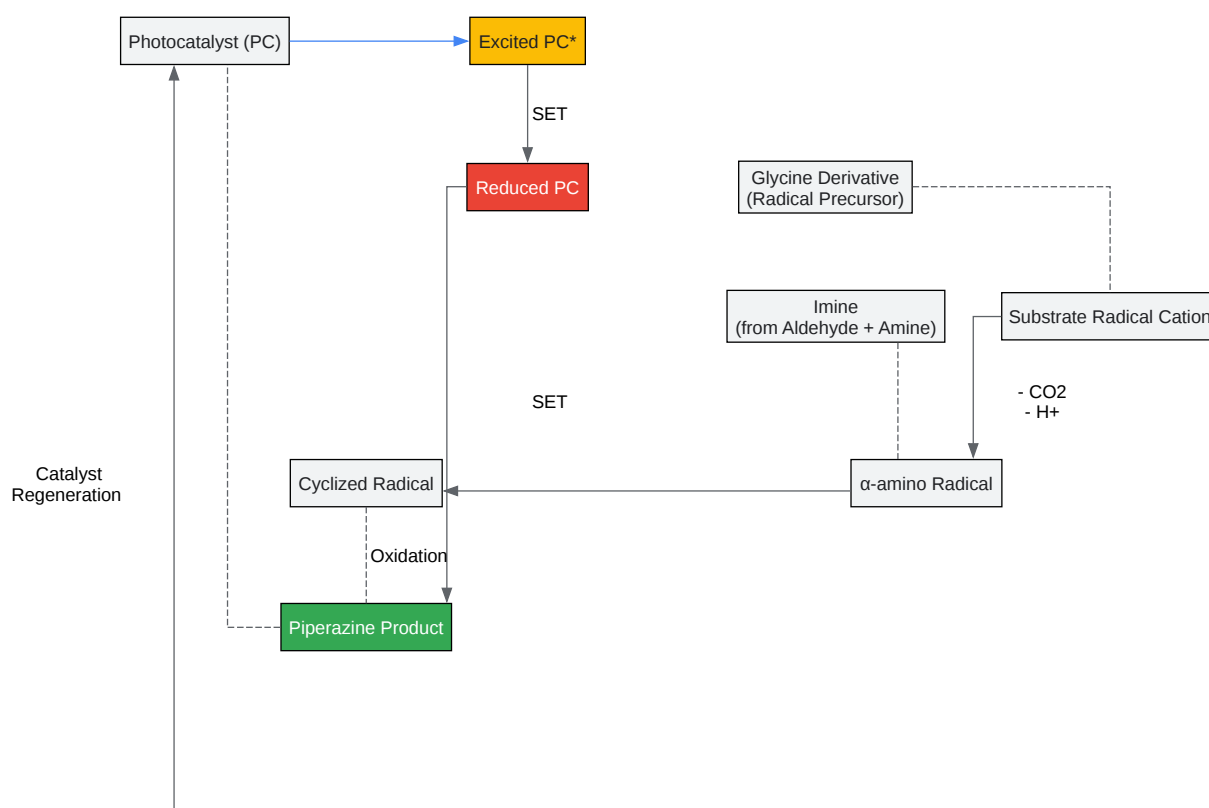 Photocatalyst (PC)
Excited PC*
SET
Reduced PC
Glycine Derivative
(Radical Precursor)
Imine
(from Aldehyde + Amine)
Substrate Radical Cation
SET
- CO2
- H+
Catalyst
Regeneration
Cyclized Radical
α-amino Radical
Oxidation
Piperazine Product